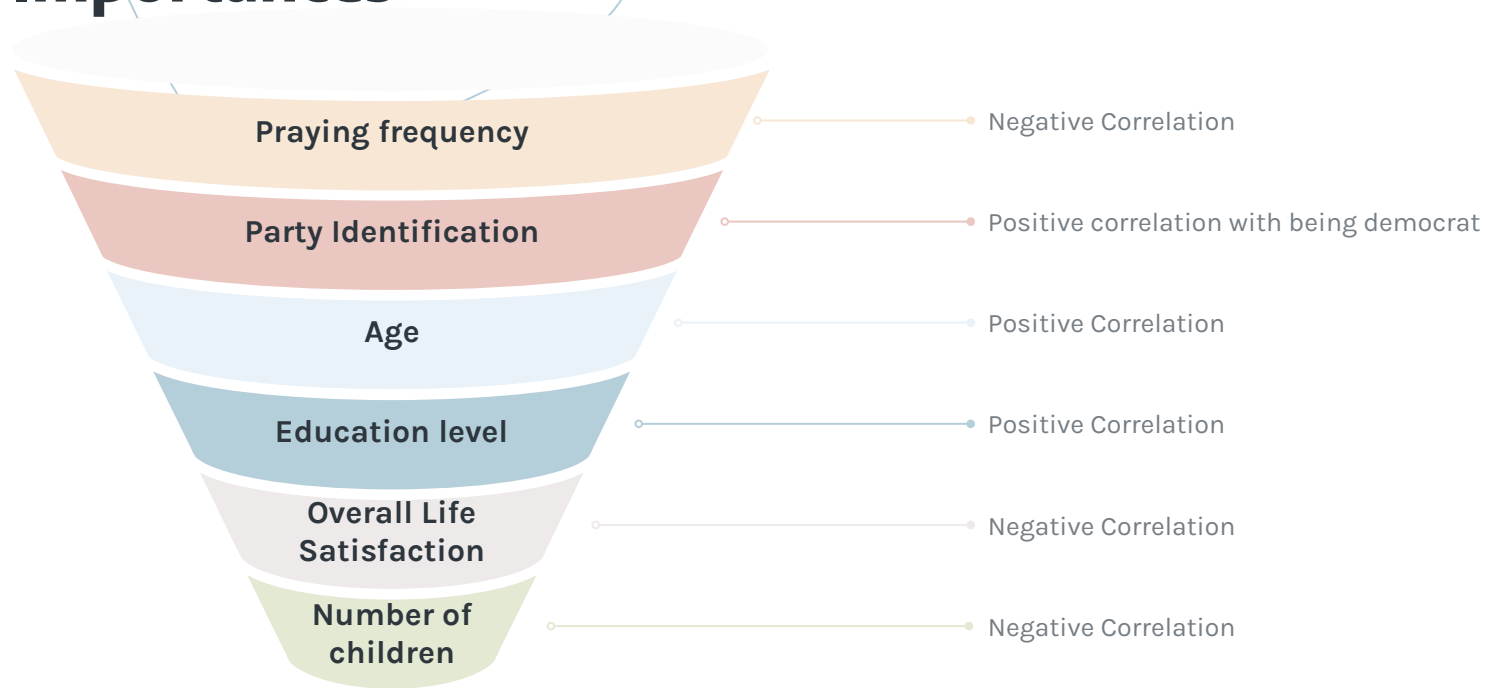 Importances
Praying frequency
Negative Correlation
Party Identification
Positive correlation with being democrat
Age
Positive Correlation
Education level
Positive Correlation
Overall Life
Satisfaction
Negative Correlation
Number of
children
Negative Correlation